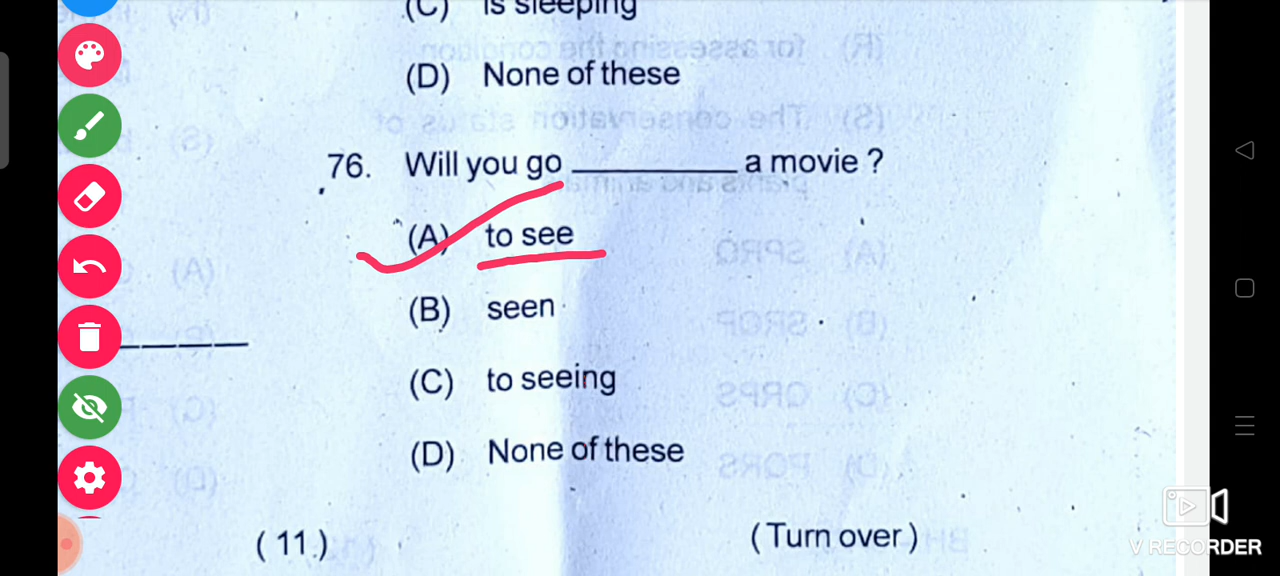 (C) is sleeping
(D) None of these
76. Will you go ________ a movie ?
(A) to see
(B) seen
(C) to seeing
(D) None of these
( 11 )
(Turn over)
V RECORDER